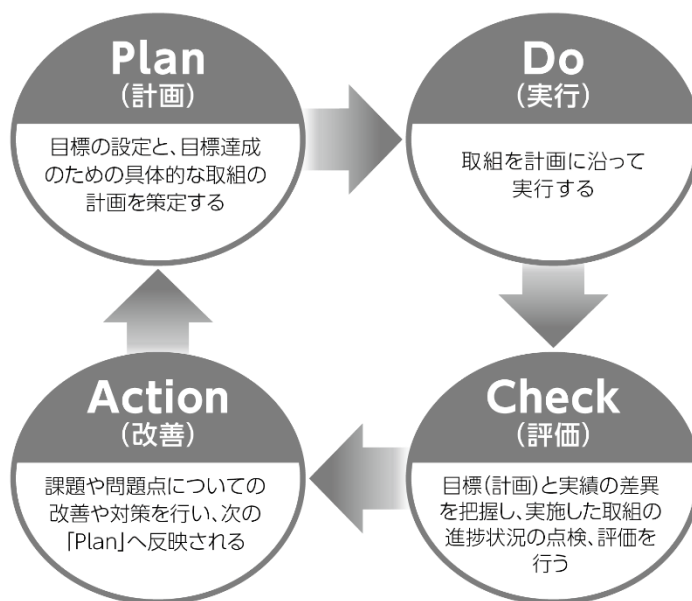 Plan
(計画)
目標の設定と、目標達成
のための具体的な取組の
計画を策定する
Do
(実行)
取組を計画に沿って
実行する
Check
(評価)
目標(計画)と実績の差異
を把握し、実施した取組の
進捗状況の点検、評価を
行う
Action
(改善)
課題や問題点についての
改善や対策を行い、次の
「Plan」へ反映される